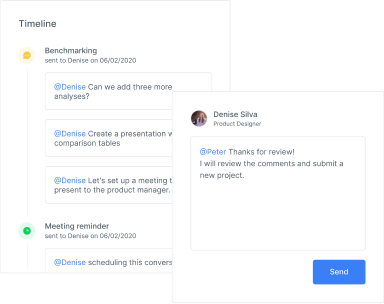 Timeline
Benchmarking
sent to Denise on 06/02/2020
@Denise Can we add three more
analyses?
@Denise Create a presentation
comparison tables
@Denise Let's set up a meeting
present to the product manager.
Meeting reminder
sent to Denise on 06/02/2020
@Denise scheduling this
Denise Silva
Product Designer
@Peter Thanks for review!
I will review the comments and submit a
new project.
Send